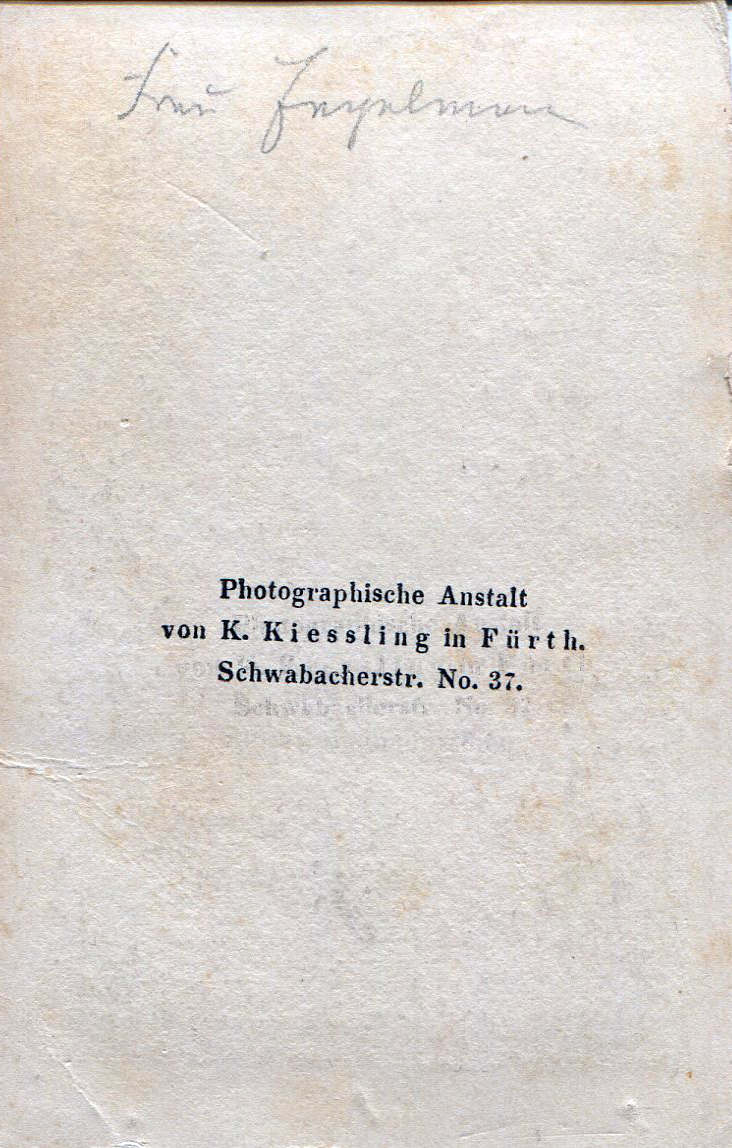 Frau
Photographische Anstalt
von K. Kiessling in Fürth.
Schwabacherstr. No. 37.